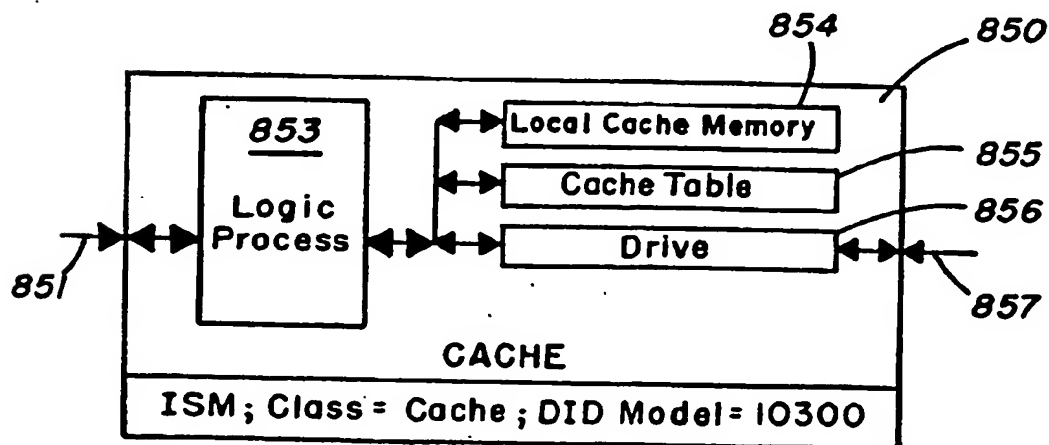 854
850
853
Local Cache Memory
855
Cache Table
Logic
Process
856
Drive
851
857
CACHE
ISM; Class = Cache ; DID Model = 10300